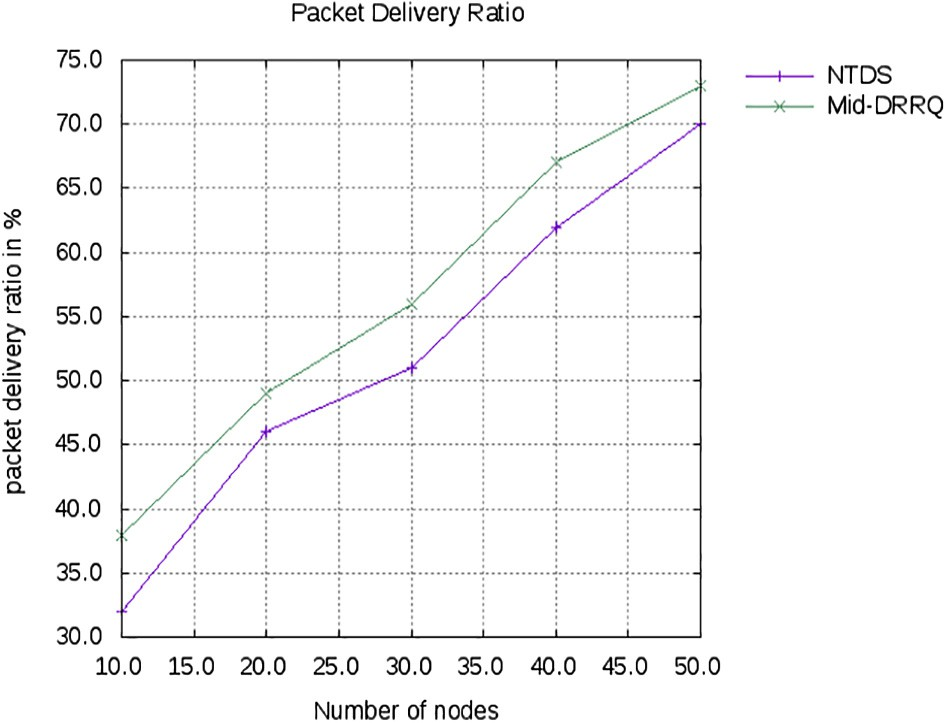 Packet Delivery Ratio
NTDS
Mid-DRRQ
packet delivery ratio in %
75.0
70.0
65.0
60.0
55.0
50.0
45.0
40.0
35.0
30.0
10.0 15.0 20.0 25.0 30.0 35.0 40.0 45.0 50.0
Number of nodes